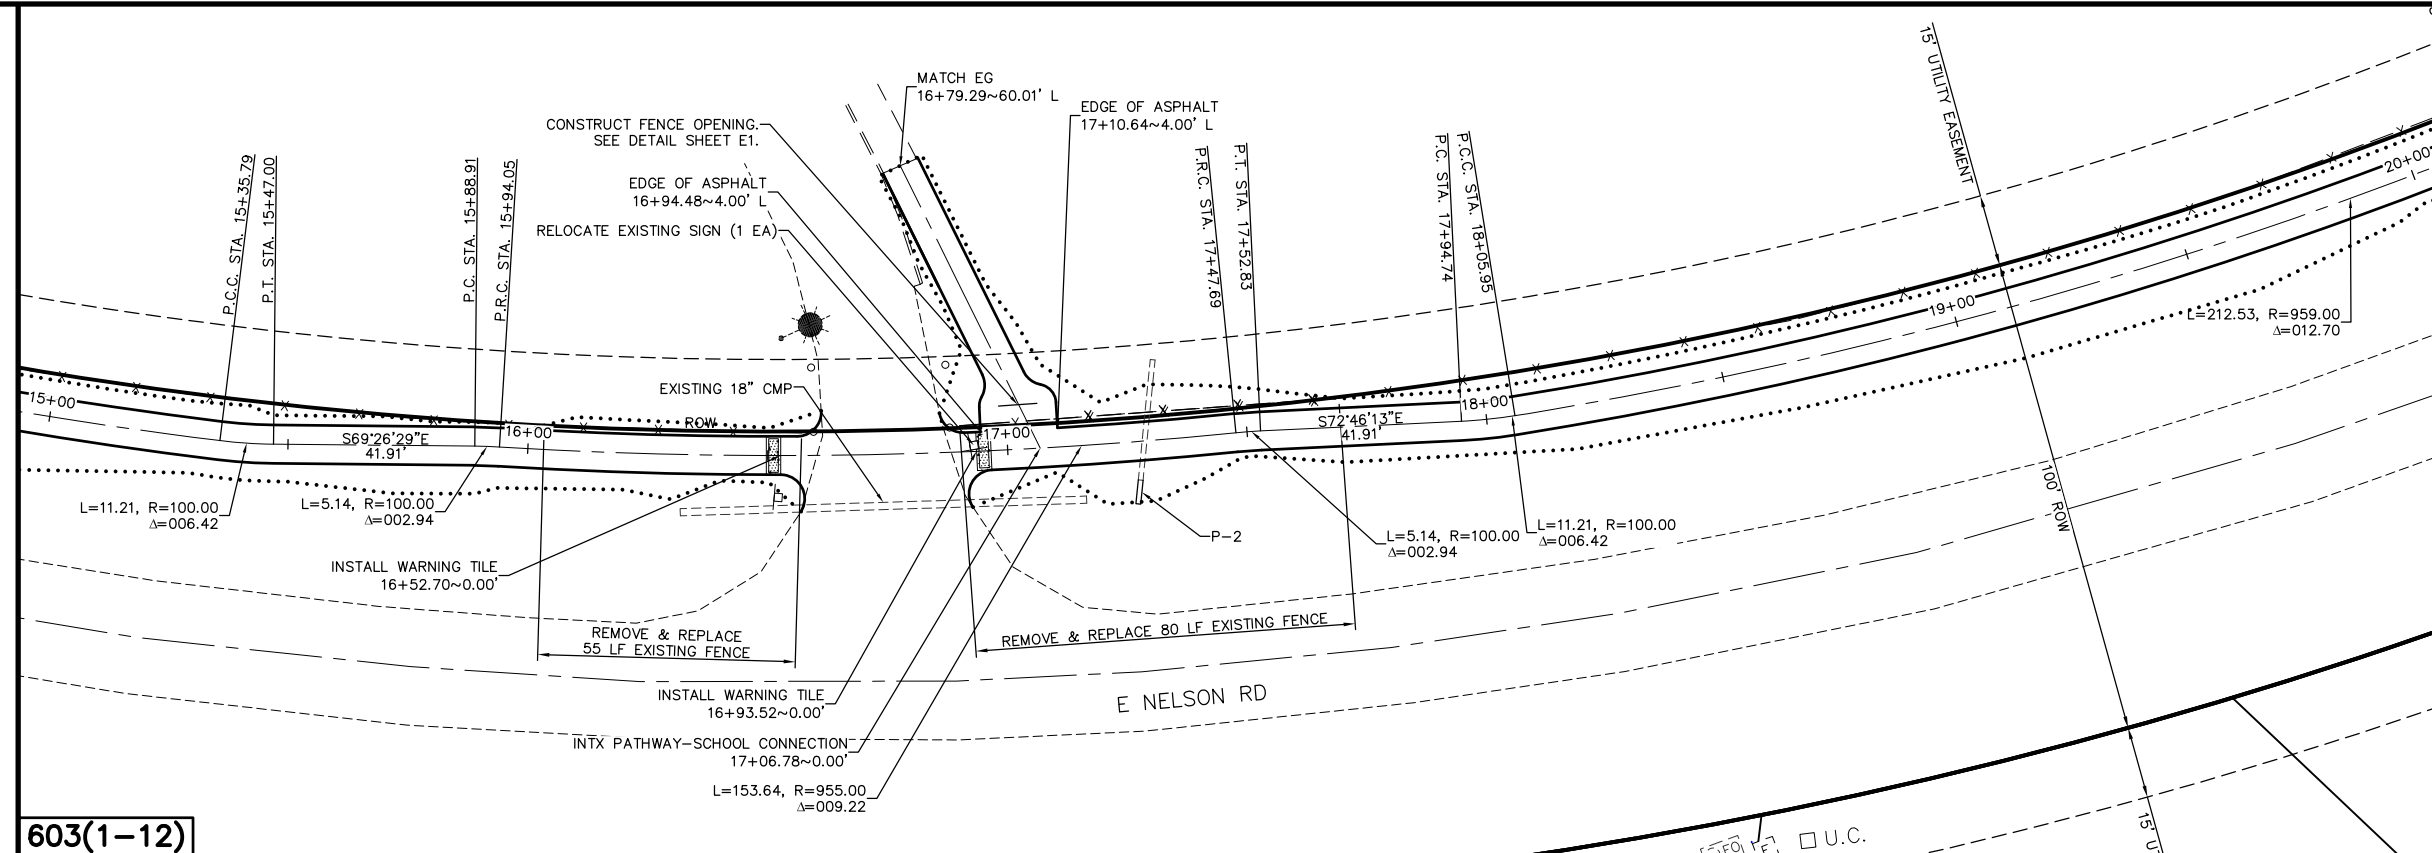 MATCH EG
16+79.29~60.01' L
EDGE OF ASPHALT
17+10.64~4.00' L
CONSTRUCT FENCE OPENING.
SEE DETAIL SHEET E1.
EDGE OF ASPHALT
16+94.48~4.00' L
RELOCATE EXISTING SIGN (1 EA)
P.C.C. STA. 15+35.79
P.T. STA. 15+47.00
P.C. STA. 15+88.91
P.R.C. STA. 15+94.05
P.R.C. STA. 17+47.69
P.T. STA. 17+52.83
P.C. STA. 17+94.74
P.C.C. STA. 18+05.95
15' UTILITY EASEMENT
20+00
19+00
L=212.53, R=959.00
Δ=012.70
EXISTING 18" CMP
15+00
S69°26'29"E
41.91'
16+00
ROW
17+00
S72°46'13"E
41.91'
18+00
L=11.21, R=100.00
Δ=006.42
L=5.14, R=100.00
Δ=002.94
P-2
L=5.14, R=100.00
Δ=002.94
L=11.21, R=100.00
Δ=006.42
100' ROW
INSTALL WARNING TILE
16+52.70~0.00'
REMOVE & REPLACE
55 LF EXISTING FENCE
REMOVE & REPLACE 80 LF EXISTING FENCE
INSTALL WARNING TILE
16+93.52~0.00'
E NELSON RD
INTX PATHWAY-SCHOOL CONNECTION
17+06.78~0.00'
L=153.64, R=955.00
Δ=009.22
603(1-12)
U.C.
15' U